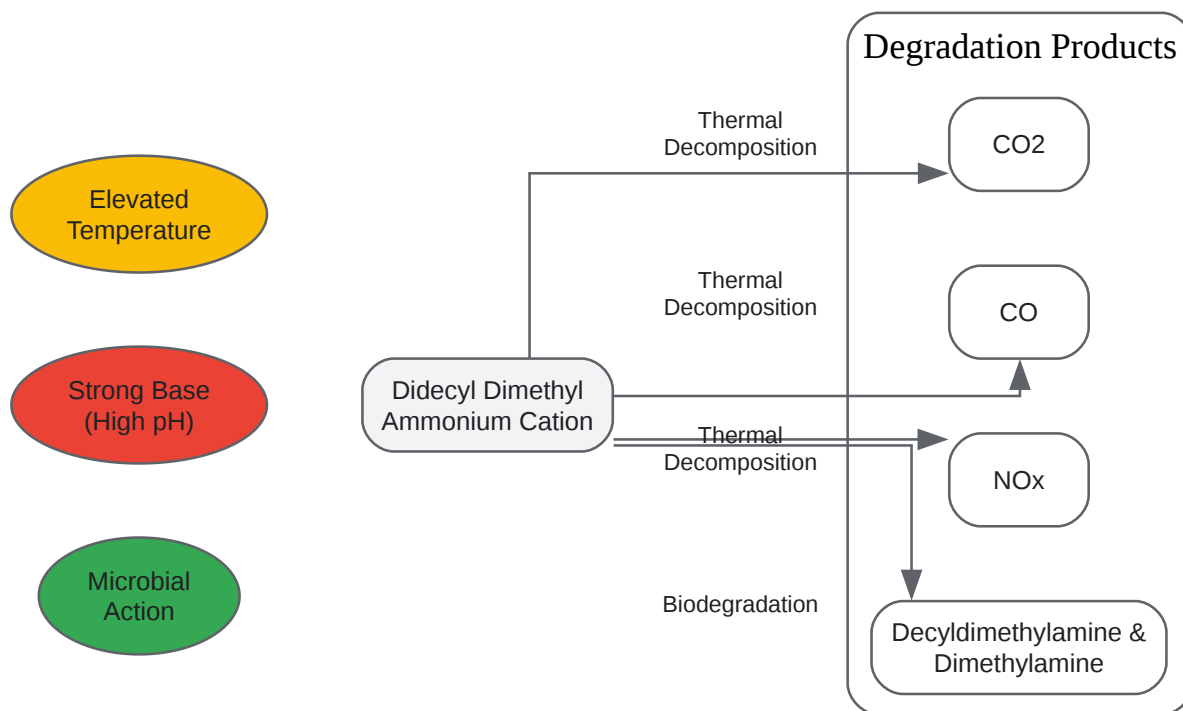 Degradation Products
Thermal
Decomposition
CO2
Elevated
Temperature
Thermal
Decomposition
CO
Strong Base
(High pH)
Didecyl Dimethyl
Ammonium Cation
Thermal
Decomposition
NOx
Microbial
Action
Biodegradation
Decyldimethylamine &
Dimethylamine